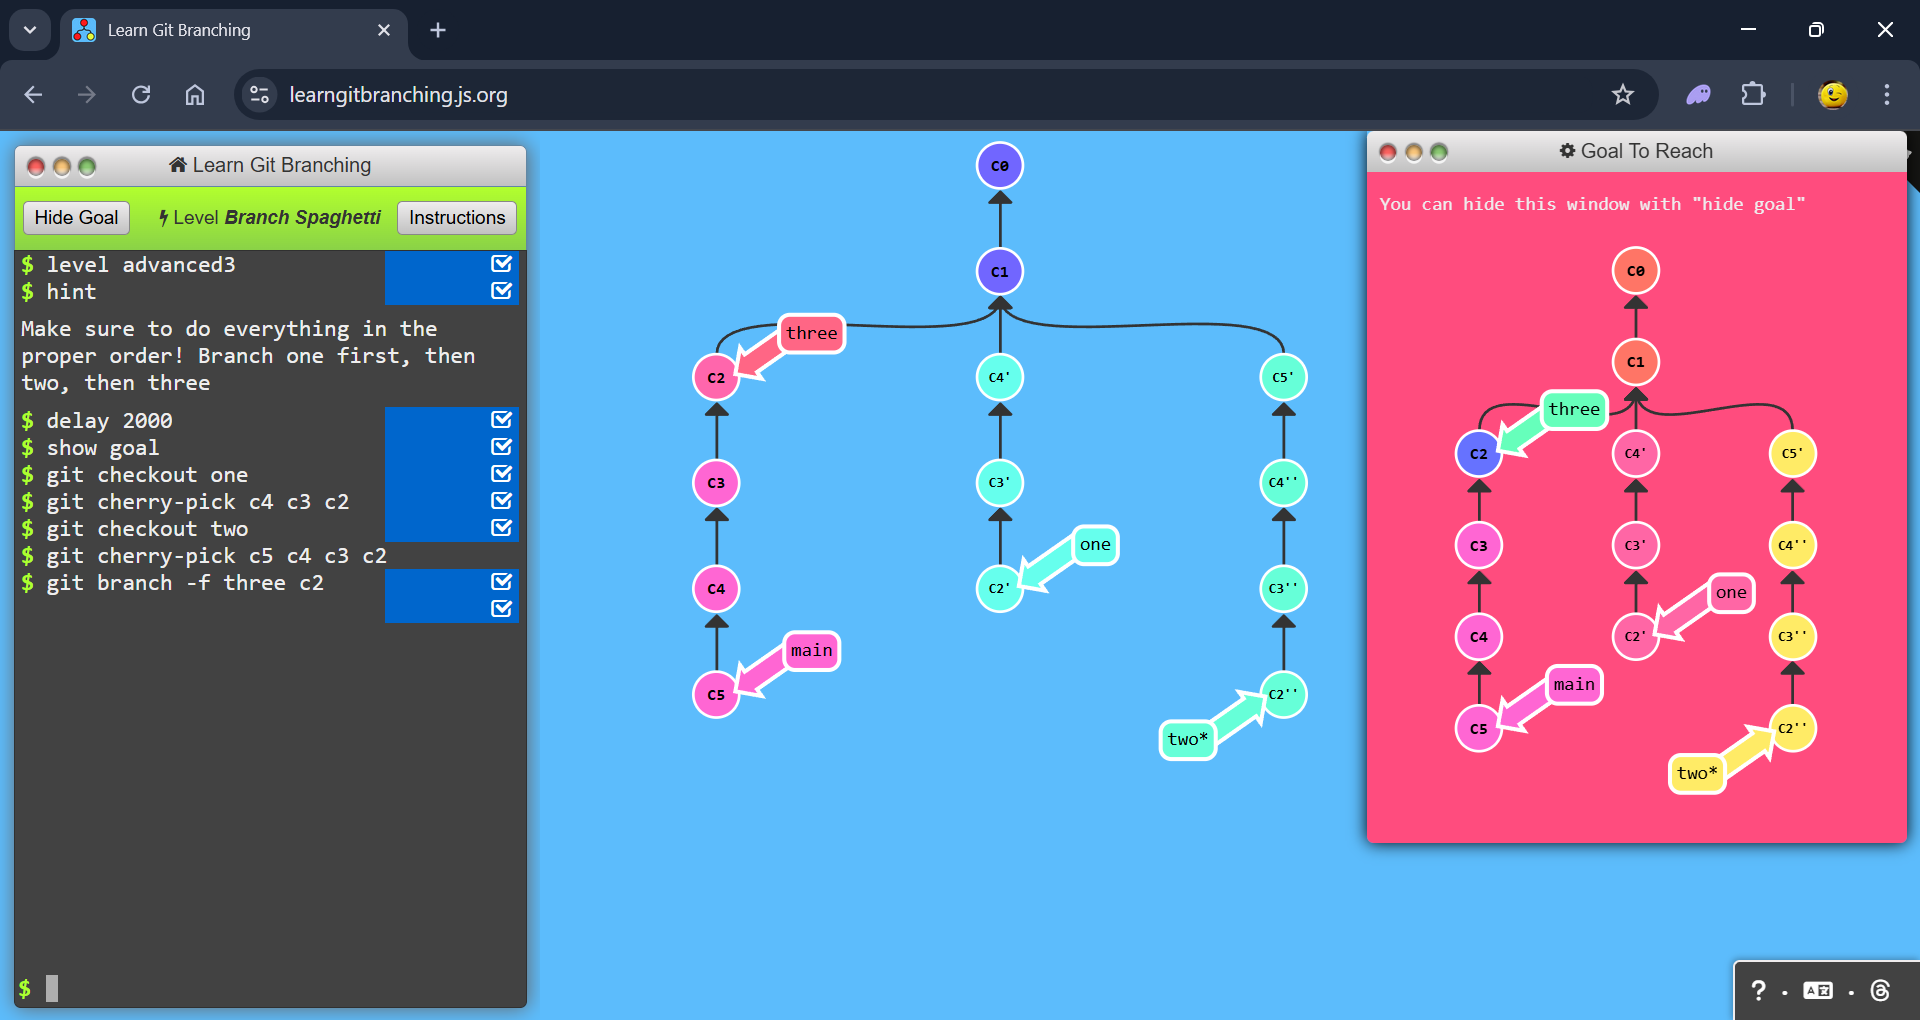 Learn Git Branching
learngitbranching.js.org
Learn Git Branching
Hide Goal
Level Branch Spaghetti
Instructions
$ level advanced3
$ hint
Make sure to do everything in the
proper order! Branch one first, then
two, then three
$ delay 2000
$ show goal
$ git checkout one
$ git cherry-pick c4 c3 c2
$ git checkout two
$ git cherry-pick c5 c4 c3 c2
$ git branch -f three c2
$
C0
C1
three
C2
C4'
C5'
C3
C3'
C4''
one
C4
C2'
C3''
main
C5
C2''
two*
Goal To Reach
You can hide this window with "hide goal"
C0
C1
three
C2
C4'
C5'
C3
C3'
C4''
one
C4
C2'
C3''
main
C5
C2''
two*
?